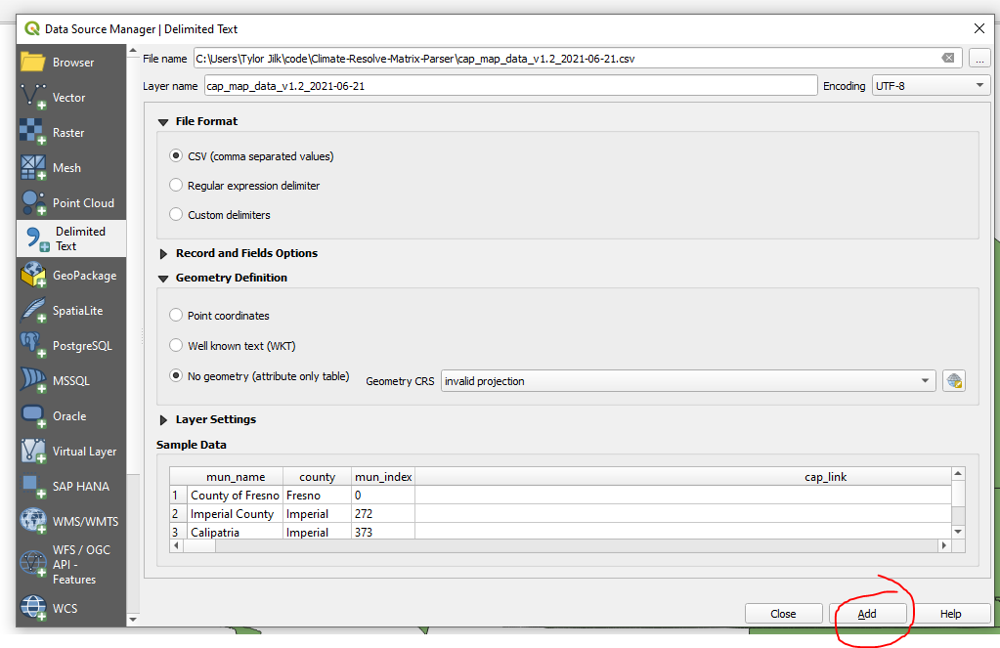 Data Source Manager | Delimited Text
Browser
Vector
Raster
Mesh
Point Cloud
Delimited
Text
GeoPackage
SpatiaLite
PostgreSQL
MSSQL
Oracle
Virtual Layer
SAP HANA
WMS/WMTS
WFS / OGC
API -
Features
WCS
File name C:\Users\Tylor Jilk\code\Climate-Resolve-Matrix-Parser\cap_map_data_v1.2_2021-06-21.csv ...
Layer name cap_map_data_v1.2_2021-06-21 Encoding UTF-8
File Format
CSV (comma separated values)
Regular expression delimiter
Custom delimiters
Record and Fields Options
Geometry Definition
Point coordinates
Well known text (WKT)
No geometry (attribute only table) Geometry CRS invalid projection
Layer Settings
Sample Data
mun_name county mun_index cap_link
1 County of Fresno Fresno 0
2 Imperial County Imperial 272
3 Calipatria Imperial 373
Close Add Help